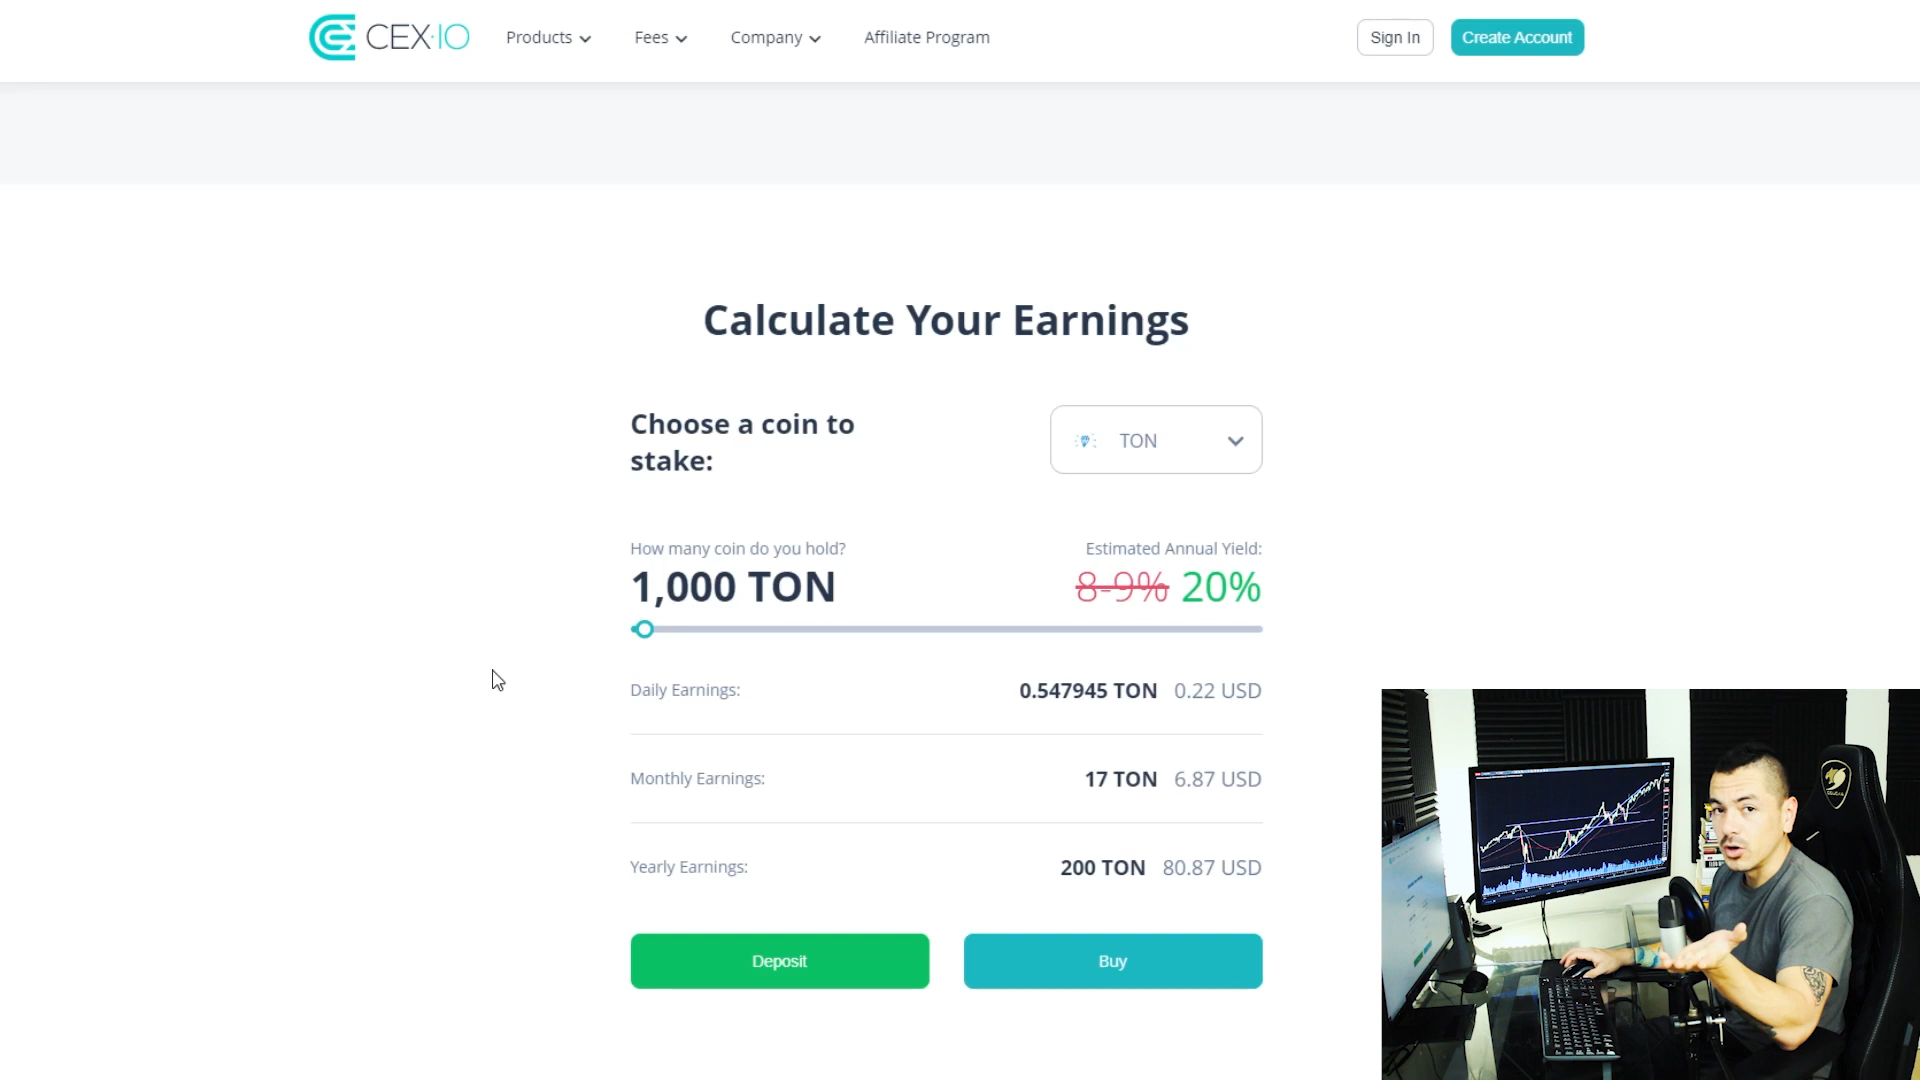 CEX·IO
Products
Fees
Company
Affiliate Program
Sign In
Create Account
Calculate Your Earnings
Choose a coin to
stake:
TON
How many coin do you hold?
1,000 TON
Estimated Annual Yield:
8-9% 20%
Daily Earnings:
0.547945 TON 0.22 USD
Monthly Earnings:
17 TON 6.87 USD
Yearly Earnings:
200 TON 80.87 USD
Deposit
Buy